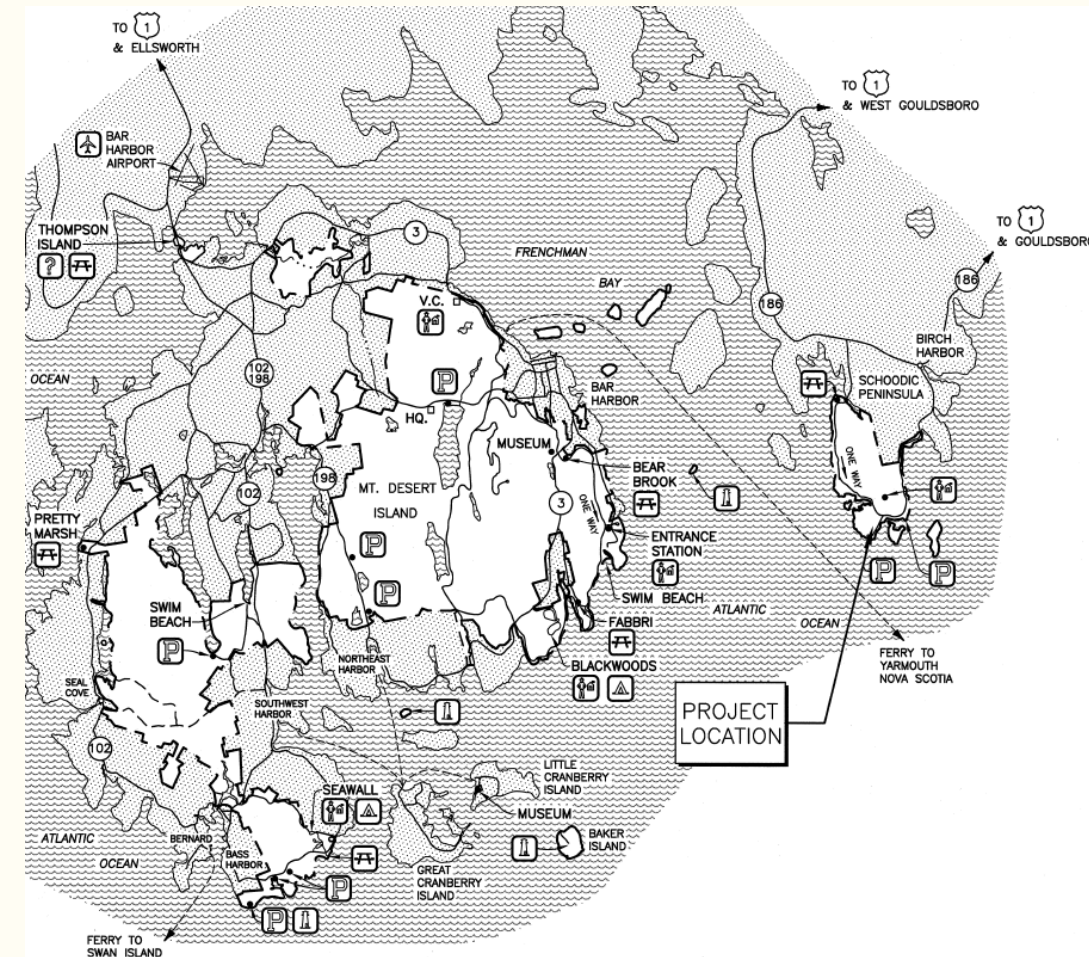 TO 1
& ELLSWORTH
TO 1
& WEST GOULDSBORO
BAR
HARBOR
AIRPORT
THOMPSON
ISLAND
?
3
FRENCHMAN
BAY
TO 1
& GOULDSBORO
186
186
BIRCH
HARBOR
V.C.
102
198
OCEAN
P
HQ.
BAR
HARBOR
SCHOODIC
PENINSULA
ONE WAY
MUSEUM
198
102
MT. DESERT
ISLAND
3
ONE WAY
BEAR
BROOK
PRETTY
MARSH
P
ENTRANCE
STATION
P
P
P
SWIM
BEACH
P
SWIM BEACH
ATLANTIC
OCEAN
FABBRI
FERRY TO
YARMOUTH
NOVA SCOTIA
NORTHEAST
HARBOR
BLACKWOODS
SEAL
COVE
SOUTHWEST
HARBOR
PROJECT
LOCATION
102
LITTLE
CRANBERRY
ISLAND
SEAWALL
MUSEUM
ATLANTIC
OCEAN
BERNARD
BASS
HARBOR
BAKER
ISLAND
GREAT
CRANBERRY
ISLAND
P
P
FERRY TO
SWAN ISLAND